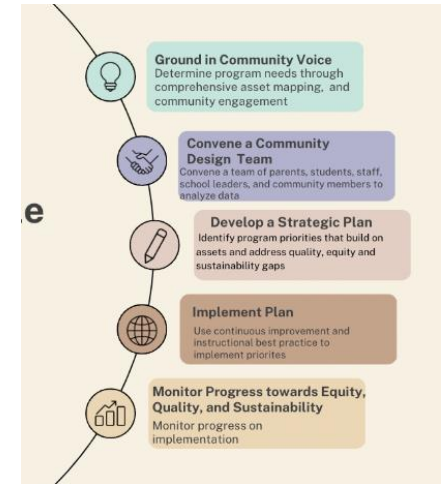 Ground in Community Voice
Determine program needs through
comprehensive asset mapping, and
community engagement
Convene a Community
Design Team
Convene a team of parents, students, staff,
school leaders, and community members to
analyze data
.e
Develop a Strategic Plan
Identify program priorities that build on
assets and address quality, equity and
sustainability gaps
Implement Plan
Use continuous improvement and
instructional best practice to
implement priorites
Monitor Progress towards Equity,
Quality, and Sustainability
Monitor progress on
implementation